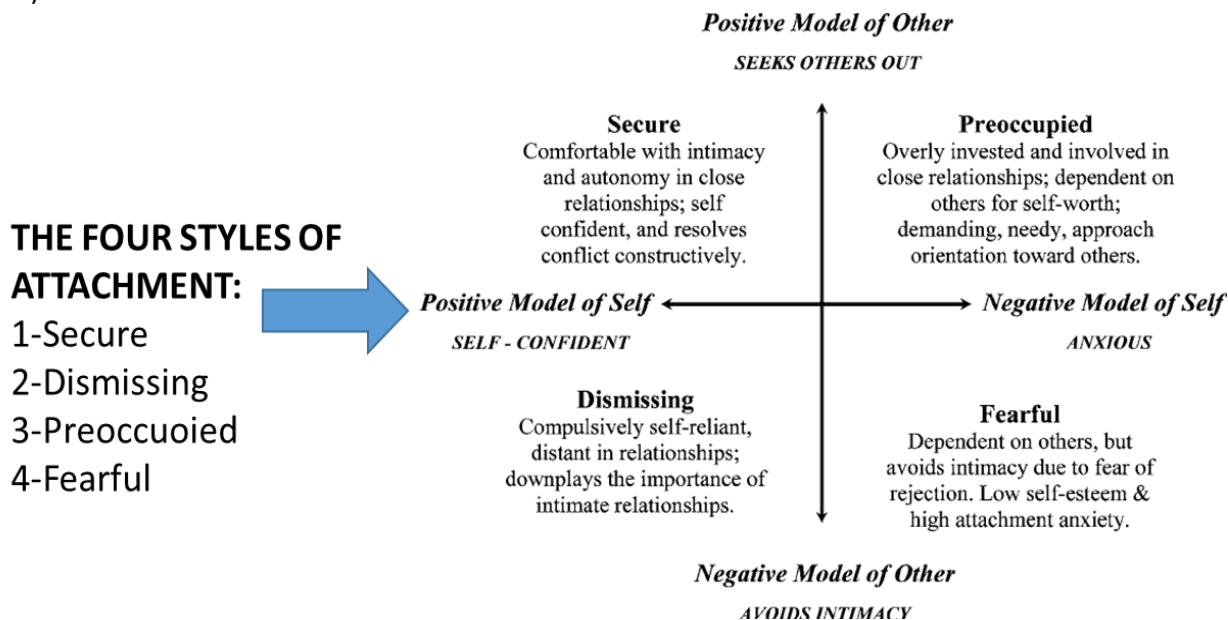 Positive Model of Other
SEEKS OTHERS OUT
THE FOUR STYLES OF
ATTACHMENT:
1-Secure
2-Dismissing
3-Preoccuoied
4-Fearful
Secure
Comfortable with intimacy
and autonomy in close
relationships; self
confident, and resolves
conflict constructively.
Preoccupied
Overly invested and involved in
close relationships; dependent on
others for self-worth;
demanding, needy, approach
orientation toward others.
Positive Model of Self
SELF - CONFIDENT
Negative Model of Self
ANXIOUS
Dismissing
Compulsively self-reliant,
distant in relationships;
downplays the importance of
intimate relationships.
Fearful
Dependent on others, but
avoids intimacy due to fear of
rejection. Low self-esteem &
high attachment anxiety.
Negative Model of Other
AVOIDS INTIMACY